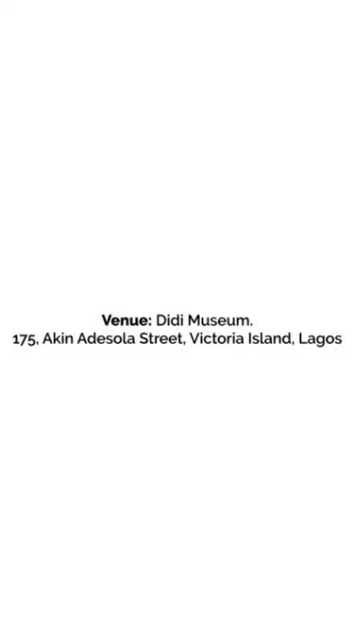 Venue: Didi Museum.
175, Akin Adesola Street, Victoria Island, Lagos